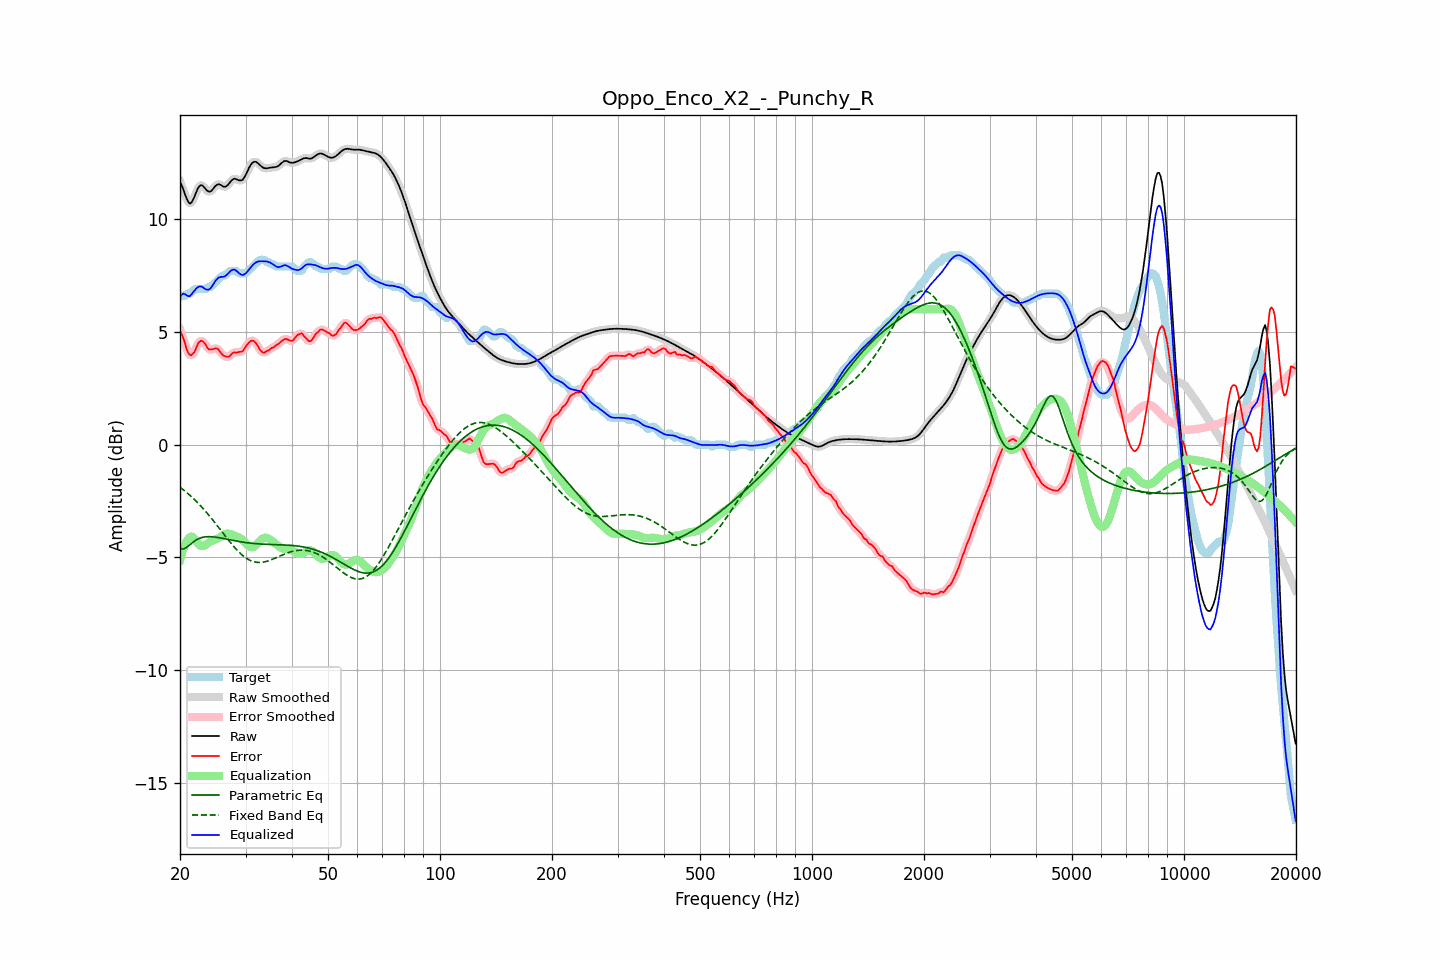 Oppo_Enco_X2_-_Punchy_R
Amplitude (dBr)
10
5
0
−5
−10
−15
Target
Raw Smoothed
Error Smoothed
Raw
Error
Equalization
Parametric Eq
Fixed Band Eq
Equalized
20 50 100 200 500 1000 2000 5000 10000 20000
Frequency (Hz)